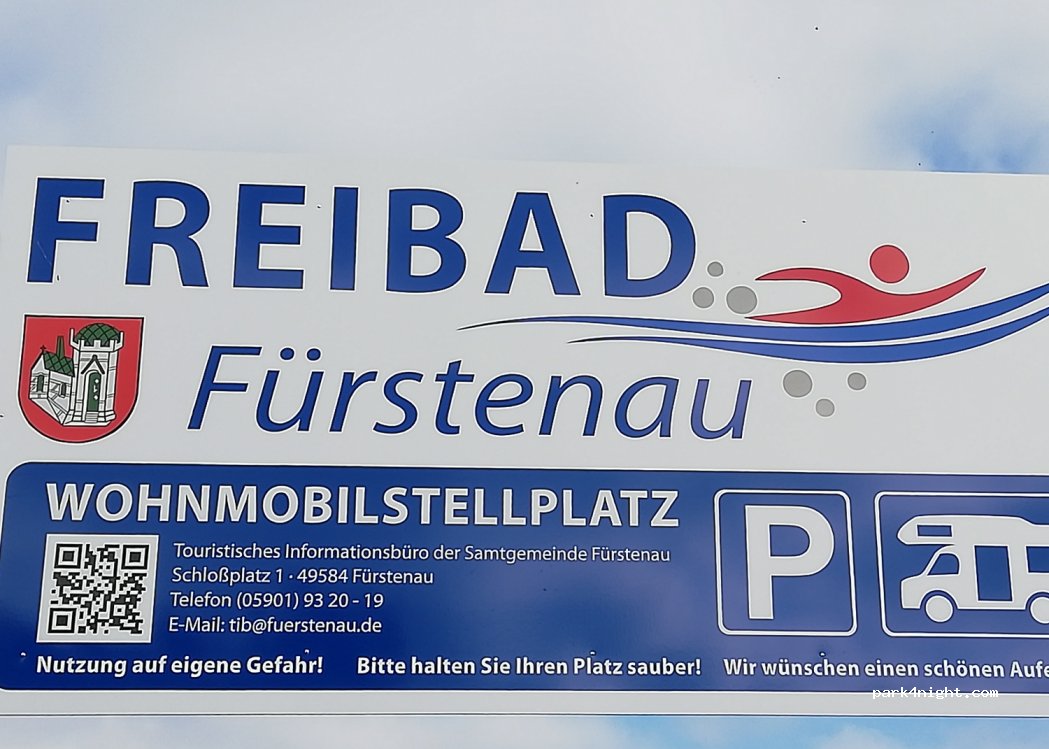 FREIBAD
Fürstenau
WOHNMOBILSTELLPLATZ
P
Touristisches Informationsbüro der Samtgemeinde Fürstenau
Schloßplatz 1 · 49584 Fürstenau
Telefon (05901) 93 20 - 19
E-Mail: tib@fuerstenau.de
Nutzung auf eigene Gefahr! Bitte halten Sie Ihren Platz sauber! Wir wünschen einen schönen Aufe
park4night.com